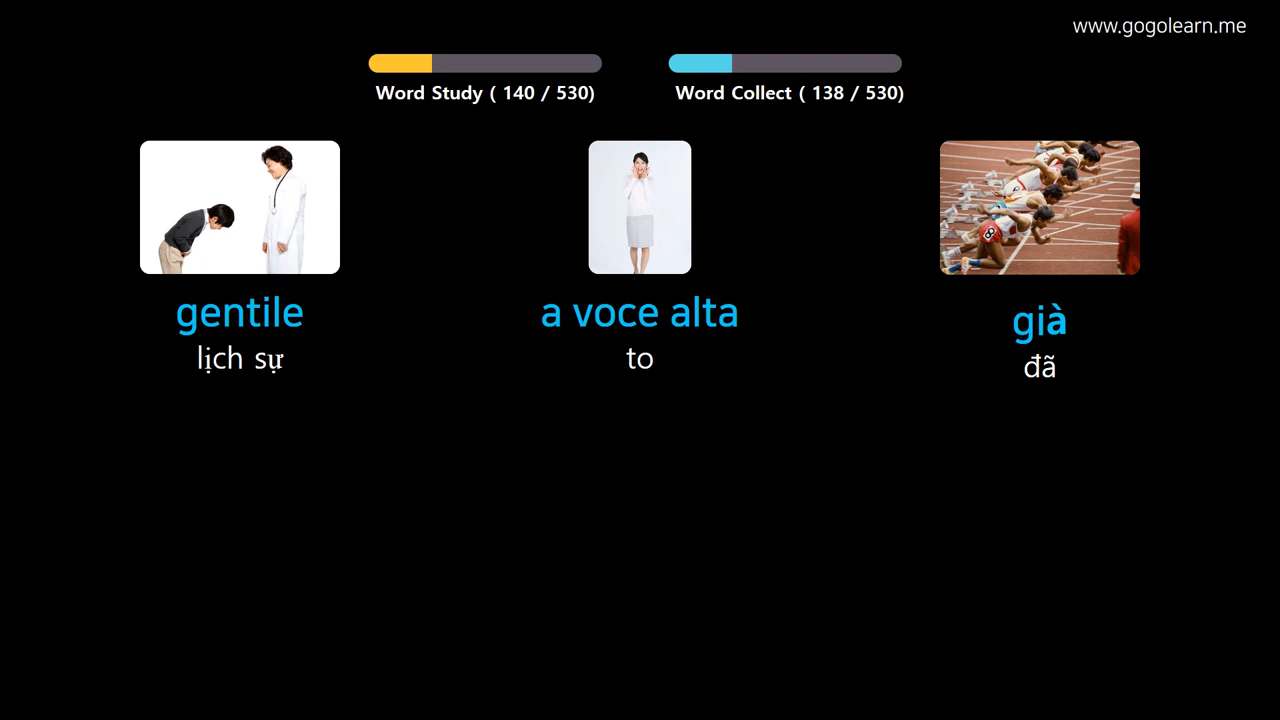 www.gogolearn.me
Word Study ( 140 / 530)
Word Collect ( 138 / 530)
gentile
lịch sự
a voce alta
to
già
đã